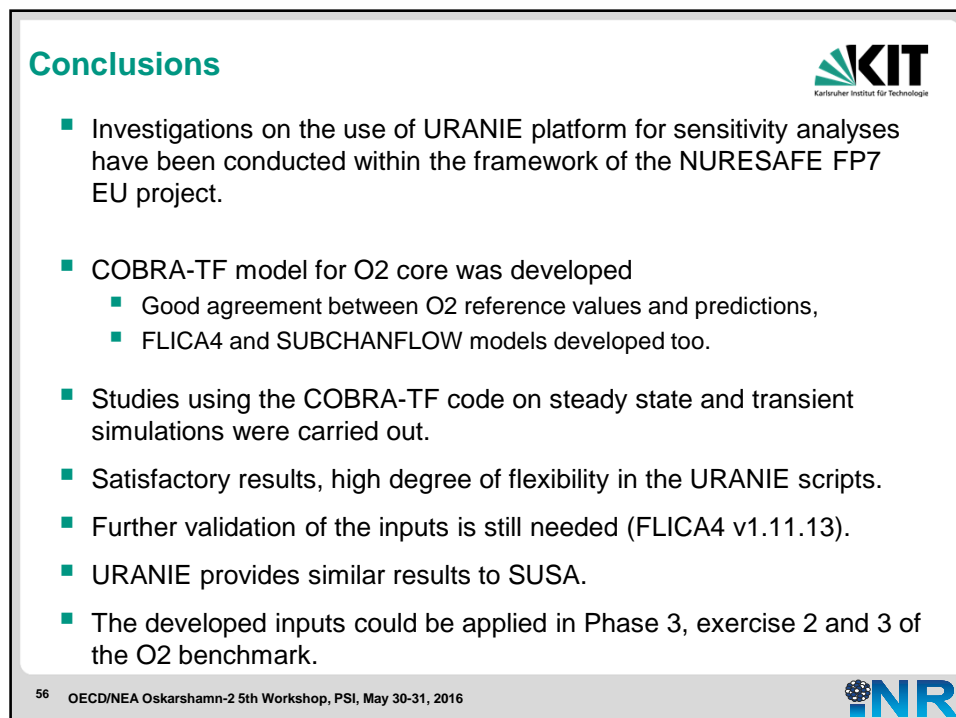 Conclusions
KIT
Karlsruher Institut für Technologie
Investigations on the use of URANIE platform for sensitivity analyses
have been conducted within the framework of the NURESAFE FP7
EU project.
COBRA-TF model for O2 core was developed
Good agreement between O2 reference values and predictions,
FLICA4 and SUBCHANFLOW models developed too.
Studies using the COBRA-TF code on steady state and transient
simulations were carried out.
Satisfactory results, high degree of flexibility in the URANIE scripts.
Further validation of the inputs is still needed (FLICA4 v1.11.13).
URANIE provides similar results to SUSA.
The developed inputs could be applied in Phase 3, exercise 2 and 3 of
the O2 benchmark.
56 OECD/NEA Oskarshamn-2 5th Workshop, PSI, May 30-31, 2016
INR